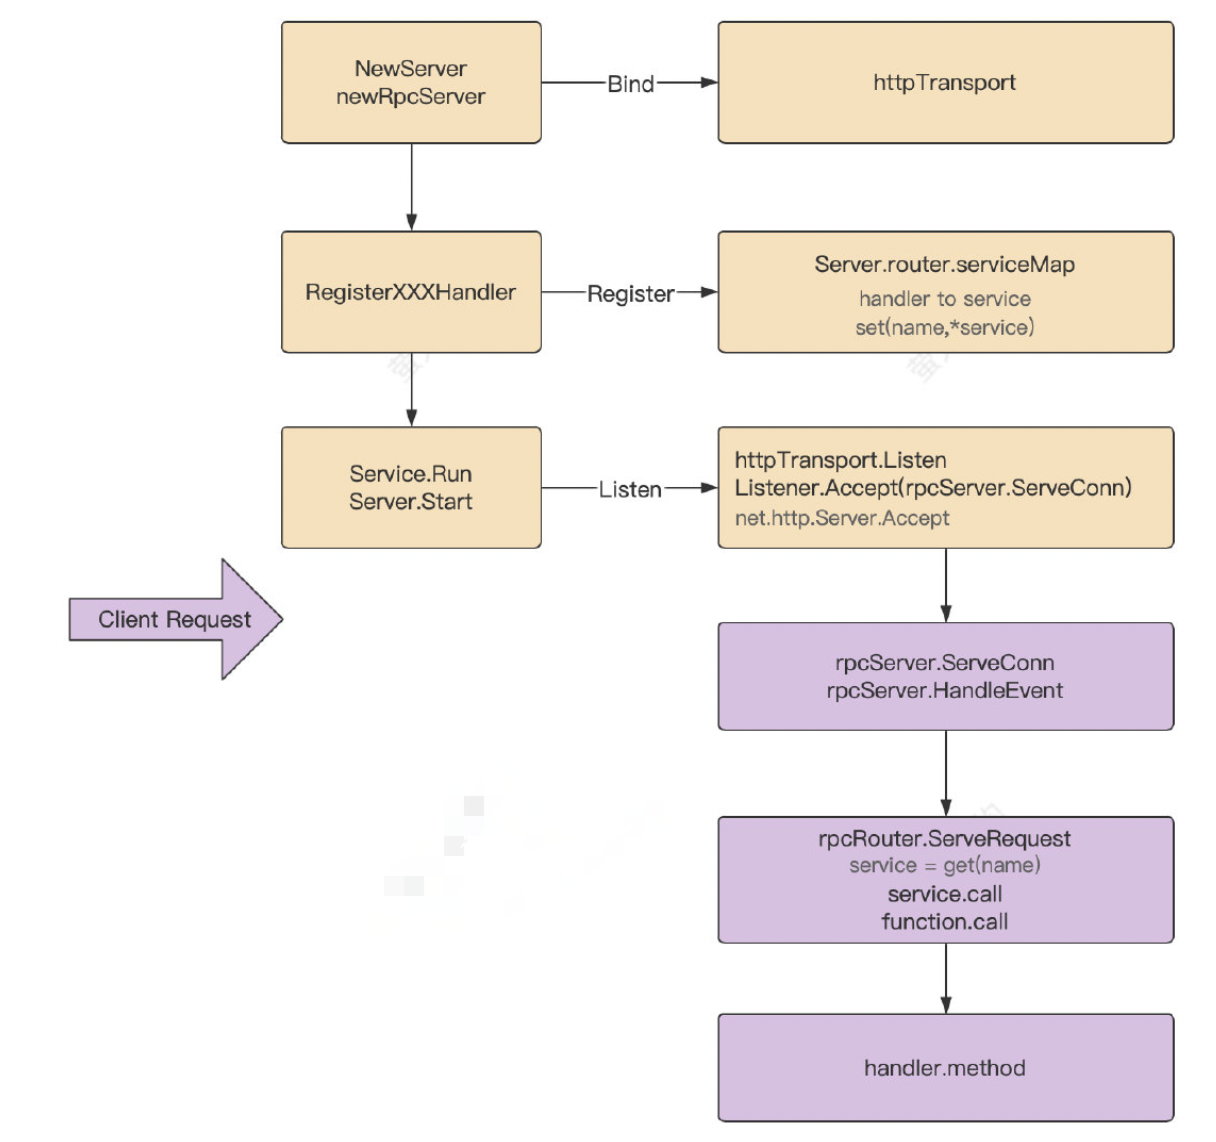 NewServer
newRpcServer
Bind
httpTransport
RegisterXXXHandler
Register
Server.router.serviceMap
handler to service
set(name,*service)
Service.Run
Server.Start
Listen
httpTransport.Listen
Listener.Accept(rpcServer.ServeConn)
net.http.Server.Accept
Client Request
rpcServer.ServeConn
rpcServer.HandleEvent
rpcRouter.ServeRequest
service = get(name)
service.call
function.call
handler.method